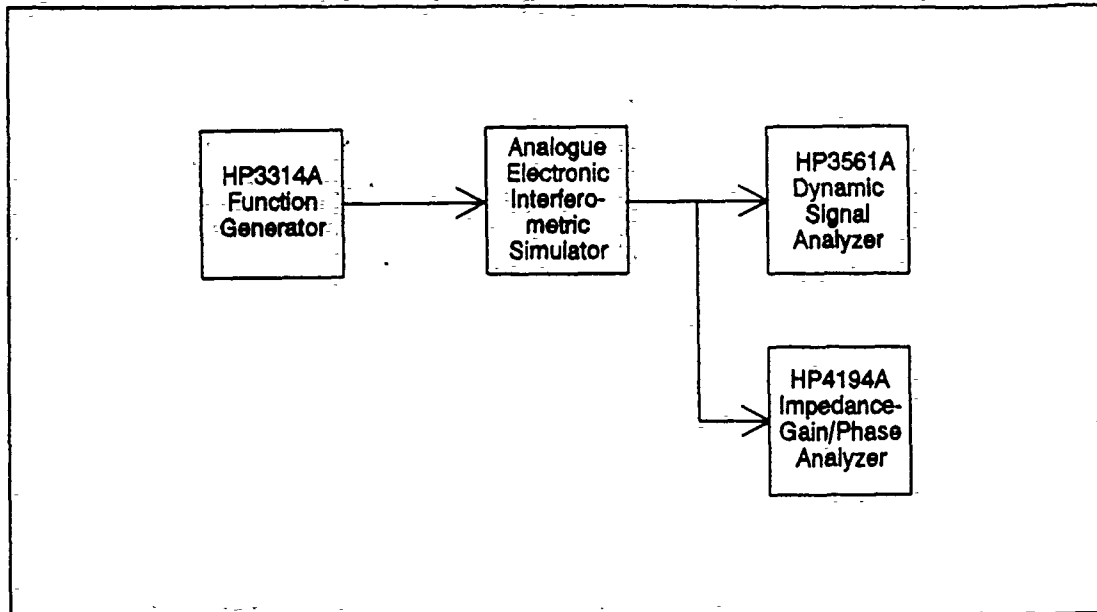 HP3314A
Function
Generator
Analogue
Electronic
Interfero-
metric
Simulator
HP3561A
Dynamic
Signal
Analyzer
HP4194A
Impedance-
Gain/Phase
Analyzer